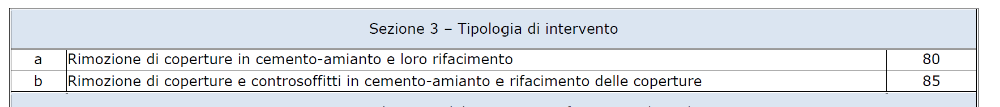 Sezione 3 – Tipologia di intervento
a Rimozione di coperture in cemento-amianto e loro rifacimento 80
b Rimozione di coperture e controsoffitti in cemento-amianto e rifacimento delle coperture 85